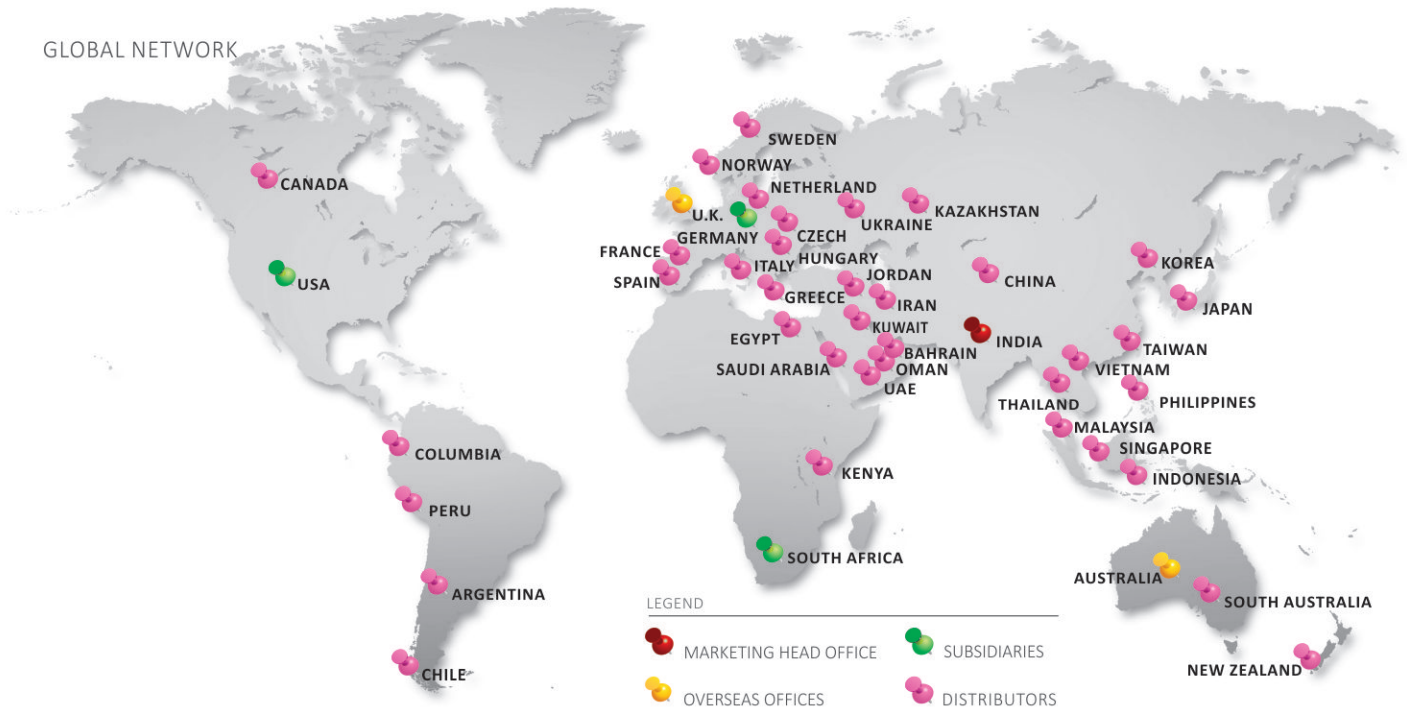 GLOBAL NETWORK
SWEDEN
NORWAY
CANADA
NETHERLAND
U.K.
UKRAINE
KAZAKHSTAN
GERMANY
CZECH
FRANCE
HUNGARY
ITALY
SPAIN
JORDAN
USA
GREECE
IRAN
CHINA
KOREA
JAPAN
EGYPT
KUWAIT
INDIA
TAIWAN
BAHRAIN
SAUDI ARABIA
OMAN
VIETNAM
UAE
THAILAND
PHILIPPINES
MALAYSIA
COLUMBIA
SINGAPORE
KENYA
INDONESIA
PERU
SOUTH AFRICA
AUSTRALIA
ARGENTINA
SOUTH AUSTRALIA
CHILE
NEW ZEALAND
LEGEND
MARKETING HEAD OFFICE
SUBSIDIARIES
OVERSEAS OFFICES
DISTRIBUTORS